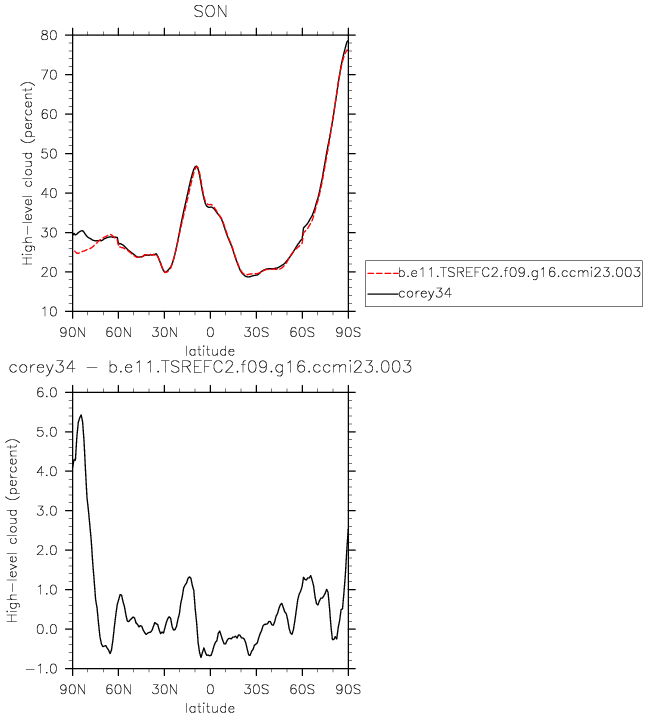 SON
80
70
60
50
40
30
20
10
High-level cloud (percent)
90N 60N 30N 0 30S 60S 90S
latitude
b.e11.TSREFC2.f09.g16.ccmi23.003
corey34
corey34 - b.e11.TSREFC2.f09.g16.ccmi23.003
6.0
5.0
4.0
3.0
2.0
1.0
0.0
-1.0
High-level cloud (percent)
90N 60N 30N 0 30S 60S 90S
latitude